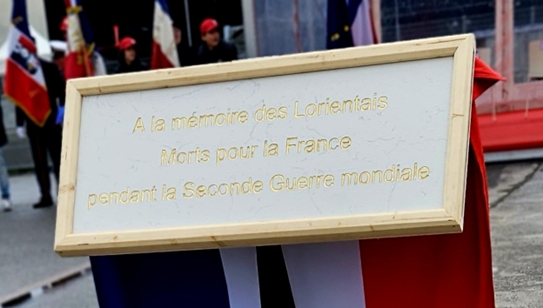 A la mémoire des Lorientais
Morts pour la France
pendant la Seconde Guerre mondiale